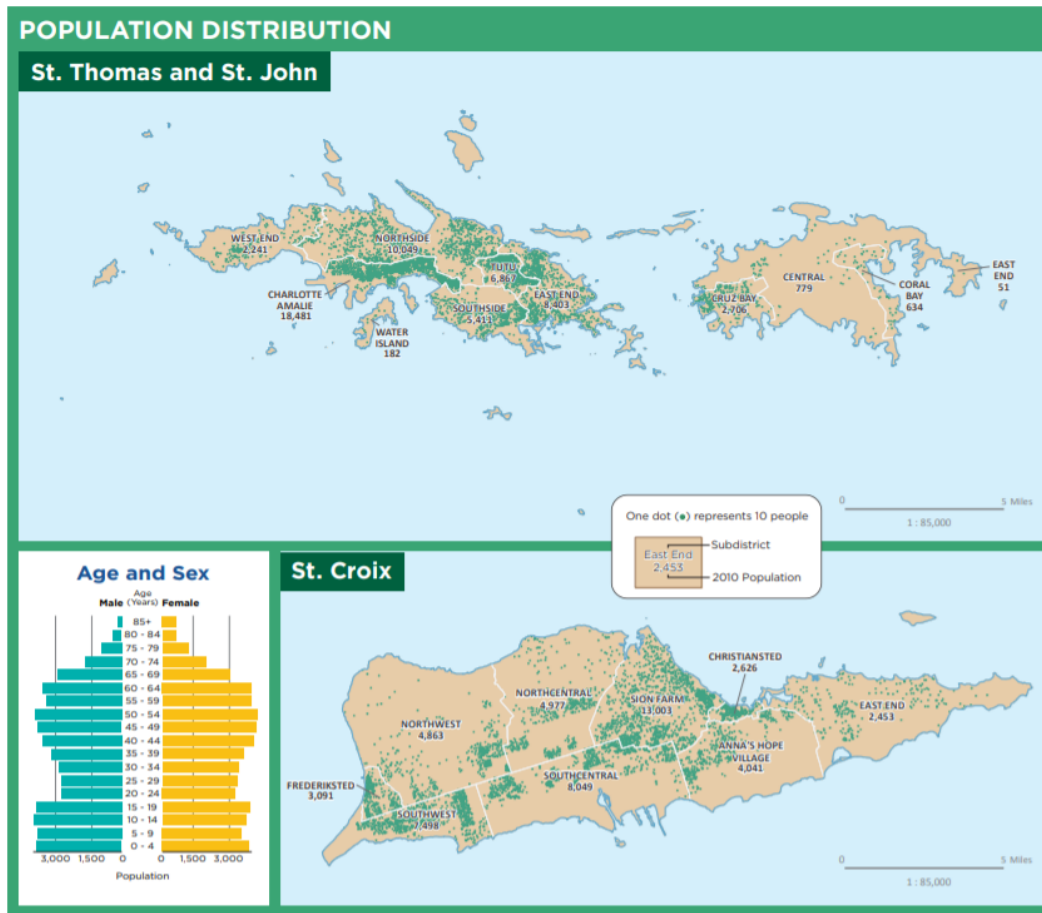 POPULATION DISTRIBUTION
St. Thomas and St. John
WEST END
2,241
NORTHSIDE
10,049
CHARLOTTE
AMALIE
18,481
WATER
ISLAND
182
TUTU
6,867
SOUTHSIDE
5,411
EAST END
8,403
CRUZ BAY
2,706
CENTRAL
779
CORAL
BAY
634
EAST
END
51
0 5 Miles
1 : 85,000
One dot (●) represents 10 people
East End
2,453
Subdistrict
2010 Population
Age and Sex
Age
Male (Years) Female
85+
80 - 84
75 - 79
70 - 74
65 - 69
60 - 64
55 - 59
50 - 54
45 - 49
40 - 44
35 - 39
30 - 34
25 - 29
20 - 24
15 - 19
10 - 14
5 - 9
0 - 4
3,000 1,500 0 0 1,500 3,000
Population
St. Croix
NORTHWEST
4,863
NORTHCENTRAL
4,977
SION FARM
13,003
CHRISTIANSTED
2,626
EAST END
2,453
ANNA'S HOPE
VILLAGE
4,041
SOUTHCENTRAL
8,049
FREDERIKSTED
3,091
SOUTHWEST
7,498
0 5 Miles
1 : 85,000